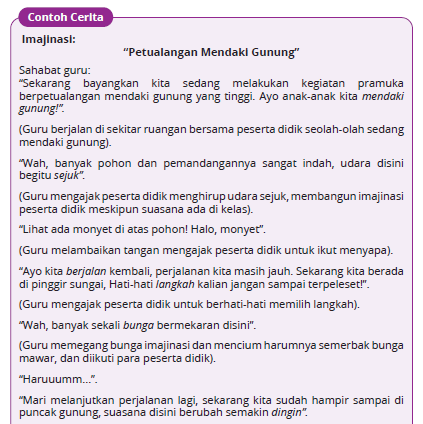 Contoh Cerita
Imajinasi:
“Petualangan Mendaki Gunung”
Sahabat guru:
“Sekarang bayangkan kita sedang melakukan kegiatan pramuka
berpetualangan mendaki gunung yang tinggi. Ayo anak-anak kita mendaki
gunung!”.
(Guru berjalan di sekitar ruangan bersama peserta didik seolah-olah sedang
mendaki gunung).
“Wah, banyak pohon dan pemandangannya sangat indah, udara disini
begitu sejuk”.
(Guru mengajak peserta didik menghirup udara sejuk, membangun imajinasi
peserta didik meskipun suasana ada di kelas).
“Lihat ada monyet di atas pohon! Halo, monyet”.
(Guru melambaikan tangan mengajak peserta didik untuk ikut menyapa).
“Ayo kita berjalan kembali, perjalanan kita masih jauh. Sekarang kita berada
di pinggir sungai, Hati-hati langkah kalian jangan sampai terpeleset!”.
(Guru mengajak peserta didik untuk berhati-hati memilih langkah).
“Wah, banyak sekali bunga bermekaran disini”.
(Guru memegang bunga imajinasi dan mencium harumnya semerbak bunga
mawar, dan diikuti para peserta didik).
“Haruuumm...”.
“Mari melanjutkan perjalanan lagi, sekarang kita sudah hampir sampai di
puncak gunung, suasana disini berubah semakin dingin”.